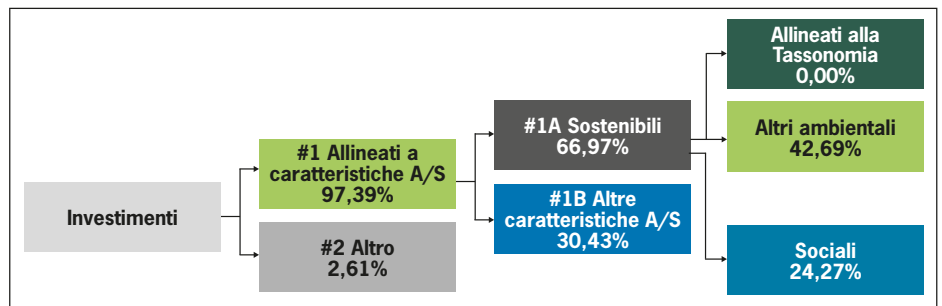 Investimenti
#1 Allineati a
caratteristiche A/S
97,39%
#2 Altro
2,61%
#1A Sostenibili
66,97%
#1B Altre
caratteristiche A/S
30,43%
Allineati alla
Tassonomia
0,00%
Altri ambientali
42,69%
Sociali
24,27%